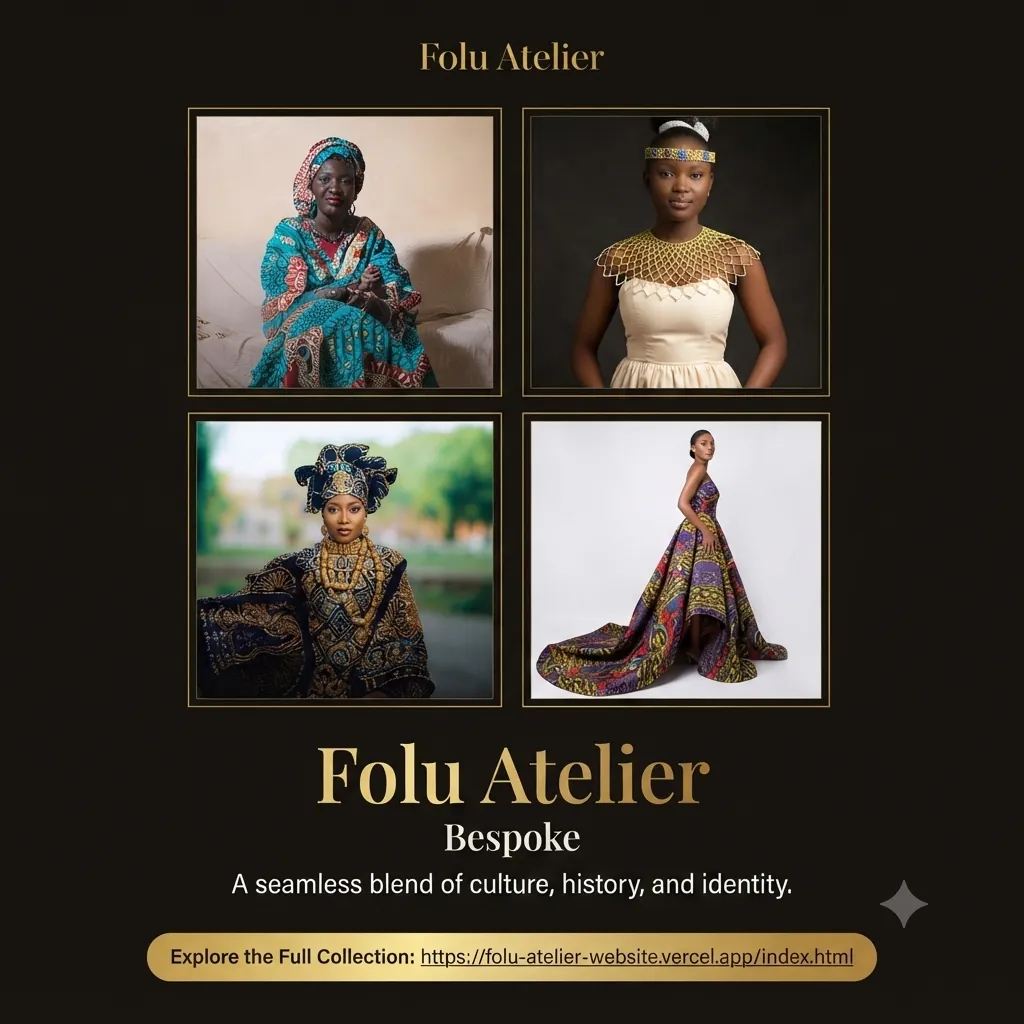 Folu Atelier
Folu Atelier
Bespoke
A seamless blend of culture, history, and identity.
Explore the Full Collection: https://folu-atelier-website.vercel.app/index.html